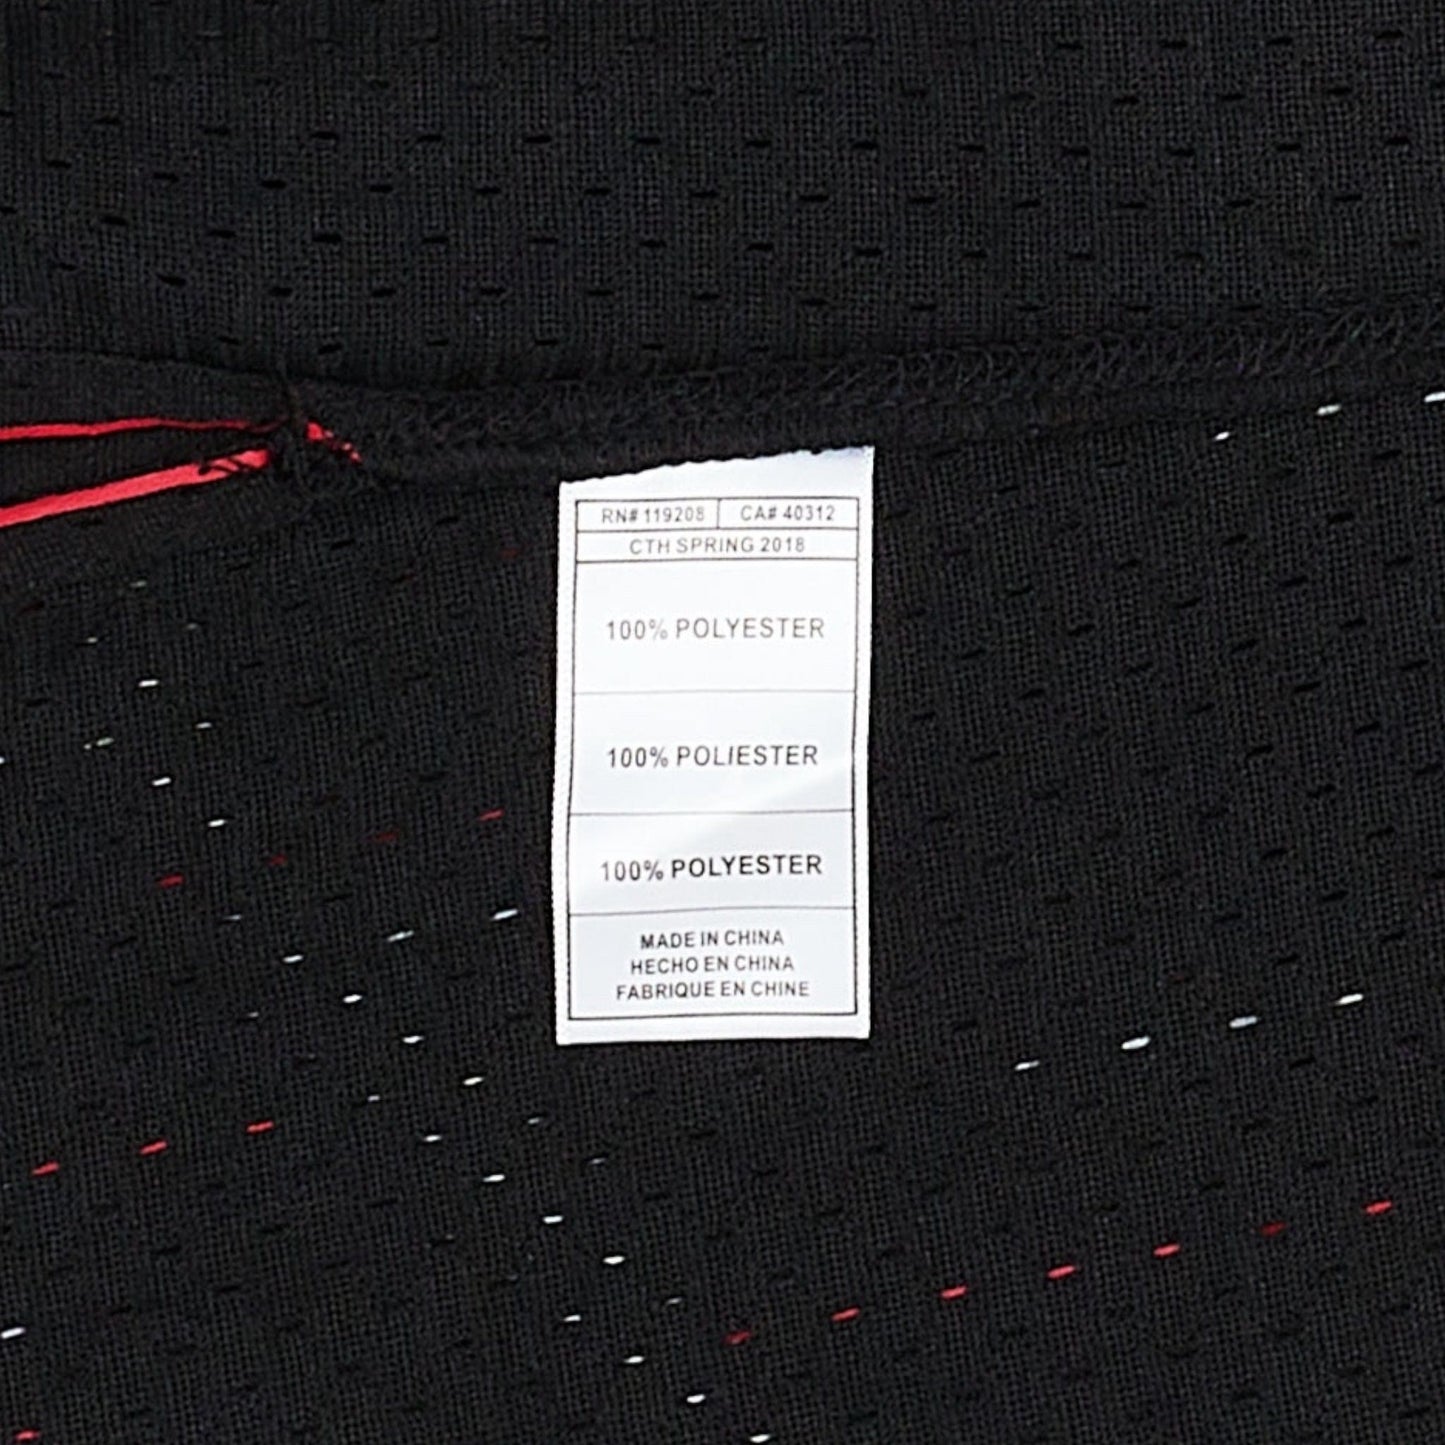 RN# 119208 CA# 40312
CTH SPRING 2018
100% POLYESTER
100% POLIESTER
100% POLYESTER
MADE IN CHINA
HECHO EN CHINA
FABRIQUE EN CHINE